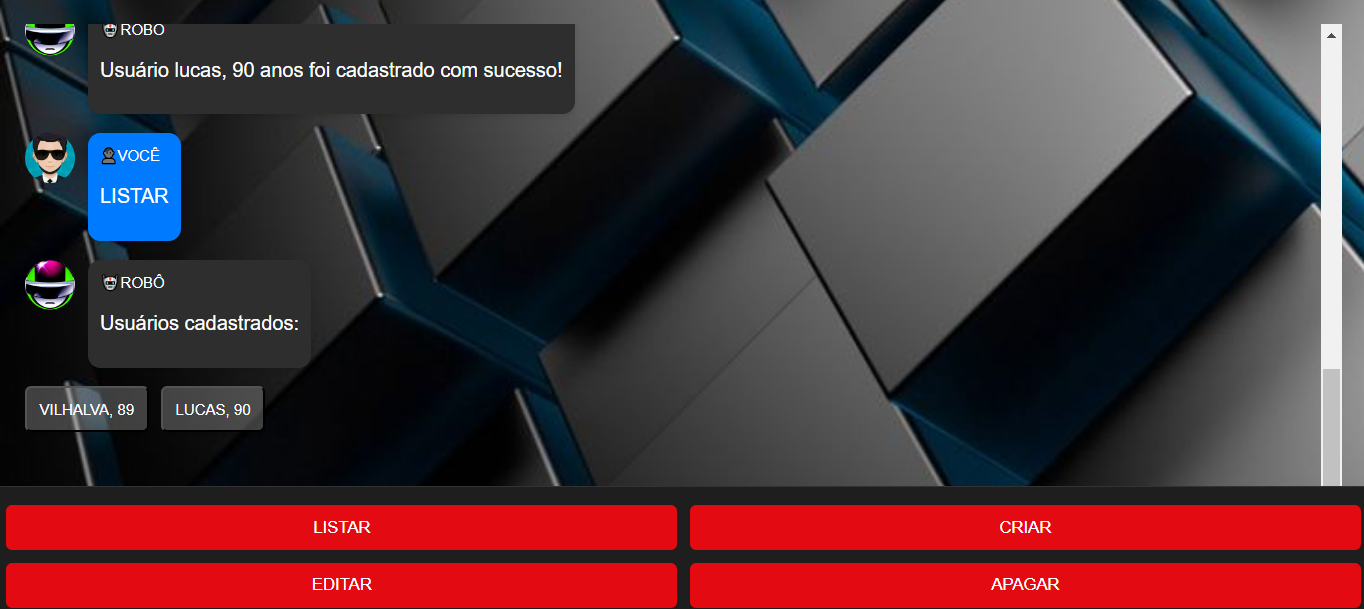 ROBO
Usuário lucas, 90 anos foi cadastrado com sucesso!
VOCÊ
LISTAR
ROBÔ
Usuários cadastrados:
VILHALVA, 89 LUCAS, 90
LISTAR CRIAR
EDITAR APAGAR